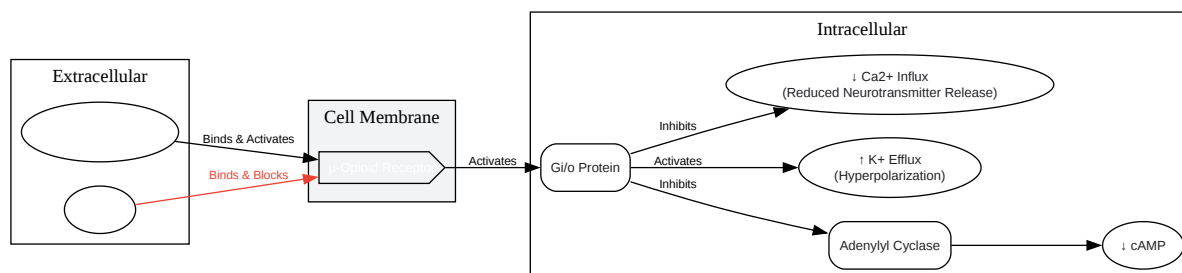 Extracellular
Binds & Activates
Binds & Blocks
Cell Membrane
μ-Opioid Receptor
Activates
Intracellular
Gi/o Protein
Inhibits
↓ Ca2+ Influx
(Reduced Neurotransmitter Release)
Activates
↑ K+ Efflux
(Hyperpolarization)
Inhibits
Adenylyl Cyclase
↓ cAMP